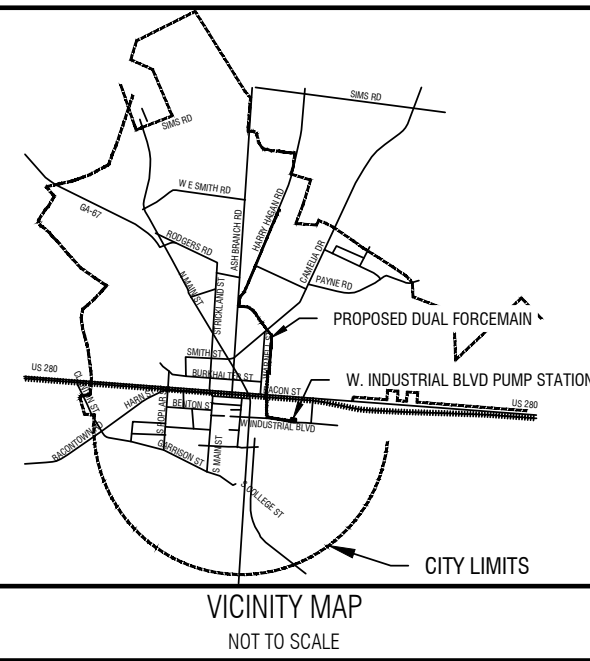 SIMS RD
SIMS RD
W E SMITH RD
GA-67
RODGERS RD
ASH BRANCH RD
HARRY HAGAN RD
CAMELIA DR
N MAIN ST
STRICKLAND ST
PAYNE RD
PROPOSED DUAL FORCEMAIN
SMITH ST
BURKHALTER ST
US 280
BACON ST
W. INDUSTRIAL BLVD PUMP STATION
US 280
HARN ST
S POPLAR ST
BENTON ST
W INDUSTRIAL BLVD
BACONTOWN RD
GARRISON ST
S MAIN ST
S COLLEGE ST
CITY LIMITS
VICINITY MAP
NOT TO SCALE